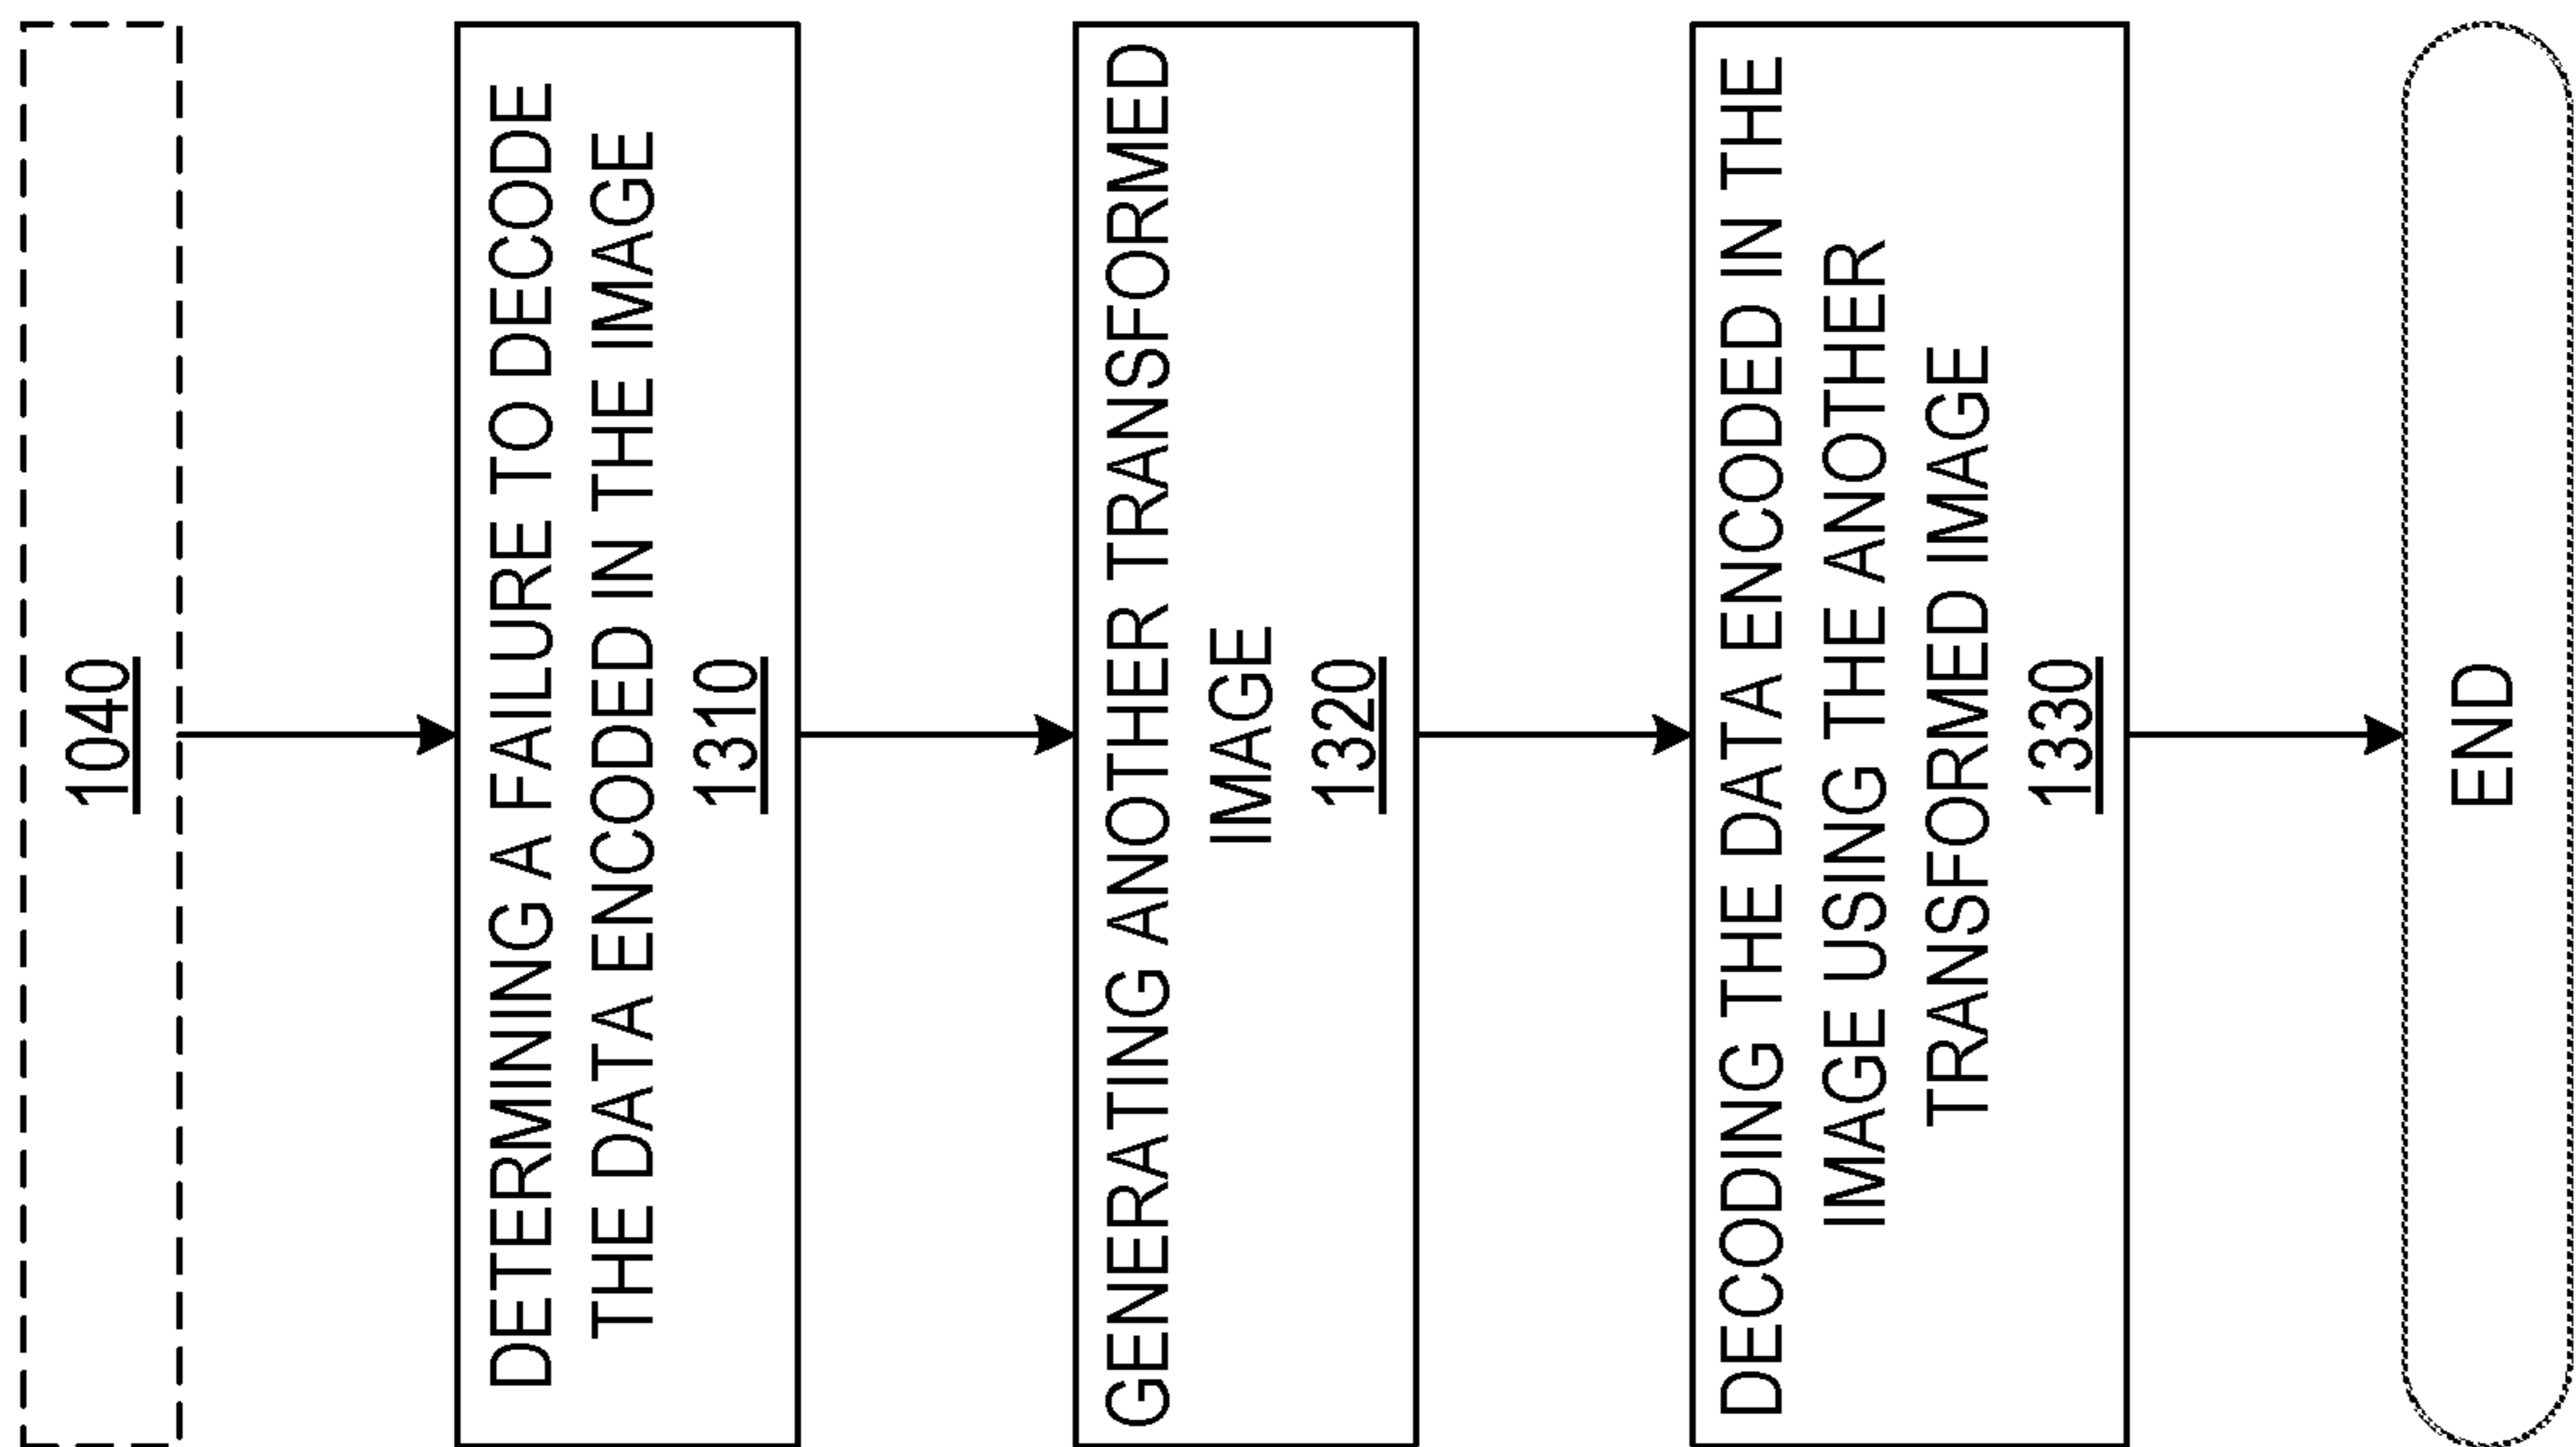 1040
DETERMINING A FAILURE TO DECODE
THE DATA ENCODED IN THE IMAGE
1310
GENERATING ANOTHER TRANSFORMED
IMAGE
1320
DECODING THE DATA ENCODED IN THE
IMAGE USING THE ANOTHER
TRANSFORMED IMAGE
1330
END